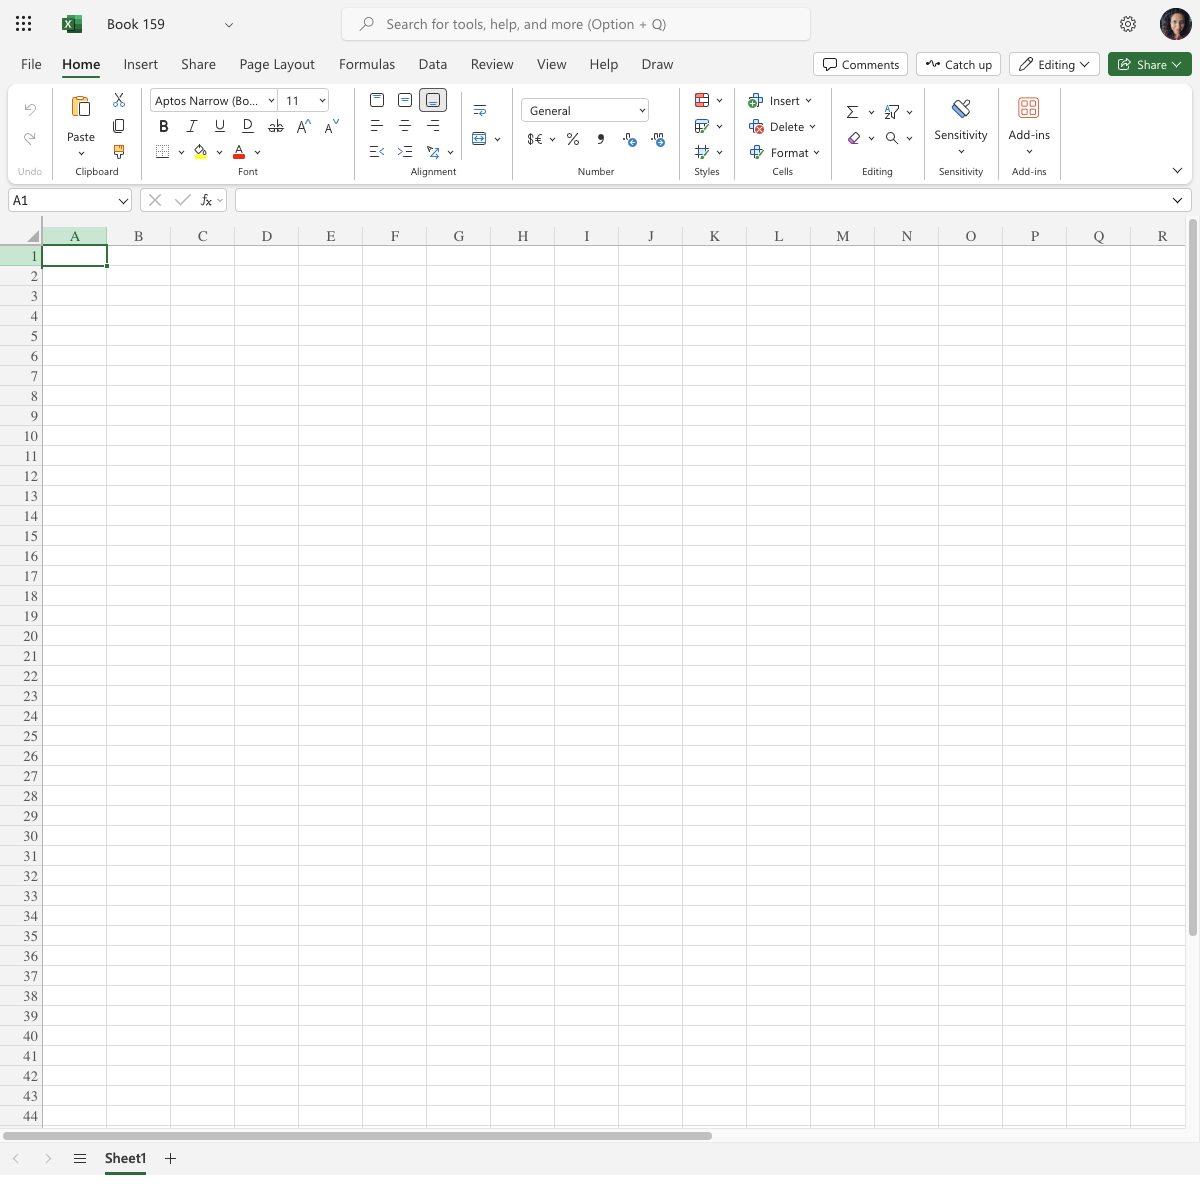 Book 159
Search for tools, help, and more (Option + Q)
File Home Insert Share Page Layout Formulas Data Review View Help Draw
Comments Catch up Editing Share
Paste
Aptos Narrow (Bo... 11
B I U D ab A A
A
General
$€ % 9
Insert
Delete
Format
Sensitivity
Add-ins
Undo Clipboard Font Alignment Number Styles Cells Editing Sensitivity Add-ins
A1 fx
A B C D E F G H I J K L M N O P Q R
1
2
3
4
5
6
7
8
9
10
11
12
13
14
15
16
17
18
19
20
21
22
23
24
25
26
27
28
29
30
31
32
33
34
35
36
37
38
39
40
41
42
43
44
Sheet1